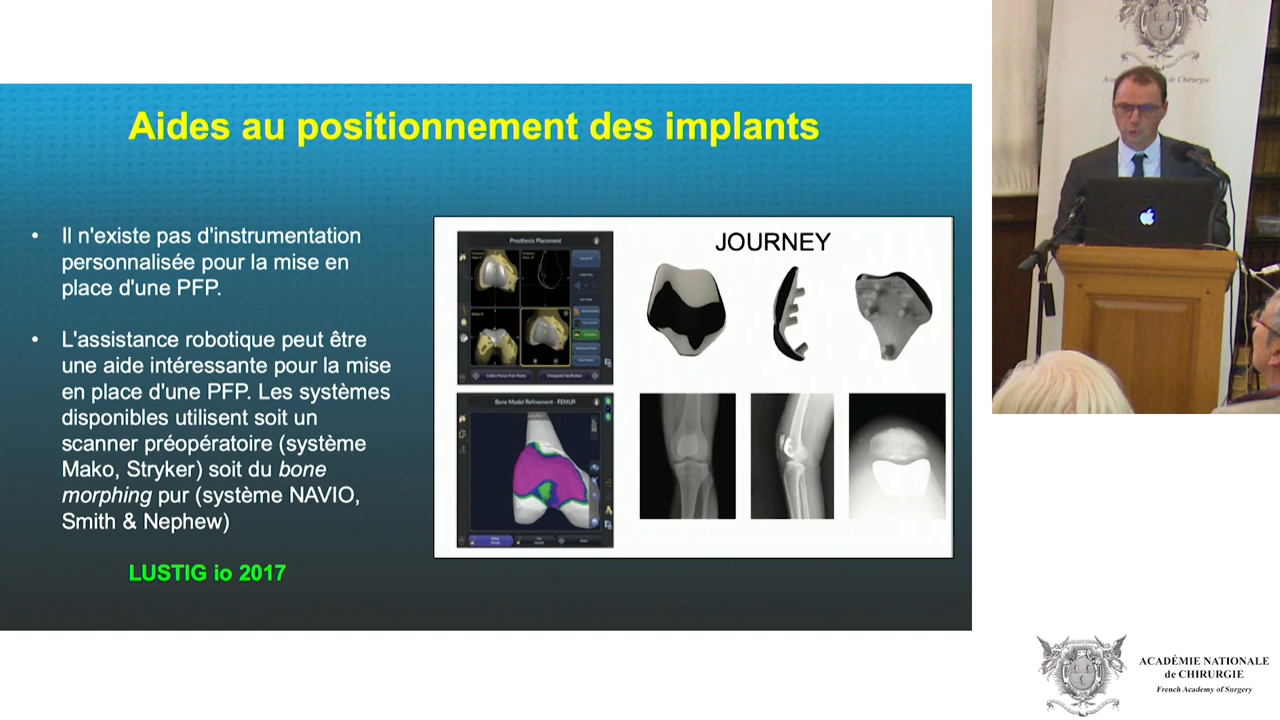 Aides au positionnement des implants
• Il n'existe pas d'instrumentation
personnalisée pour la mise en
place d'une PFP.
• L'assistance robotique peut être
une aide intéressante pour la mise
en place d'une PFP. Les systèmes
disponibles utilisent soit un
scanner préopératoire (système
Mako, Stryker) soit du bone
morphing pur (système NAVIO,
Smith & Nephew)
LUSTIG io 2017
Prosthesis Placement
Bone Model Refinement - FEMUR
JOURNEY
de Chirurgie
ACADÉMIE NATIONALE
de CHIRURGIE
French Academy of Surgery